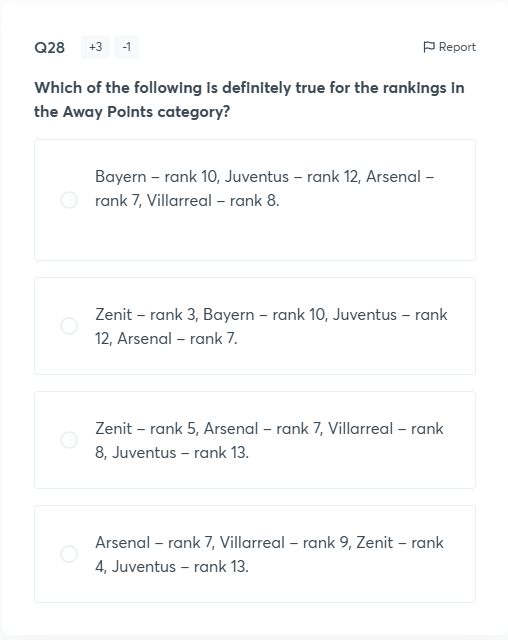 Q28 +3 -1 Report
Which of the following is definitely true for the rankings in
the Away Points category?
Bayern – rank 10, Juventus – rank 12, Arsenal –
rank 7, Villarreal – rank 8.
Zenit – rank 3, Bayern – rank 10, Juventus – rank
12, Arsenal – rank 7.
Zenit – rank 5, Arsenal – rank 7, Villarreal – rank
8, Juventus – rank 13.
Arsenal – rank 7, Villarreal – rank 9, Zenit – rank
4, Juventus – rank 13.